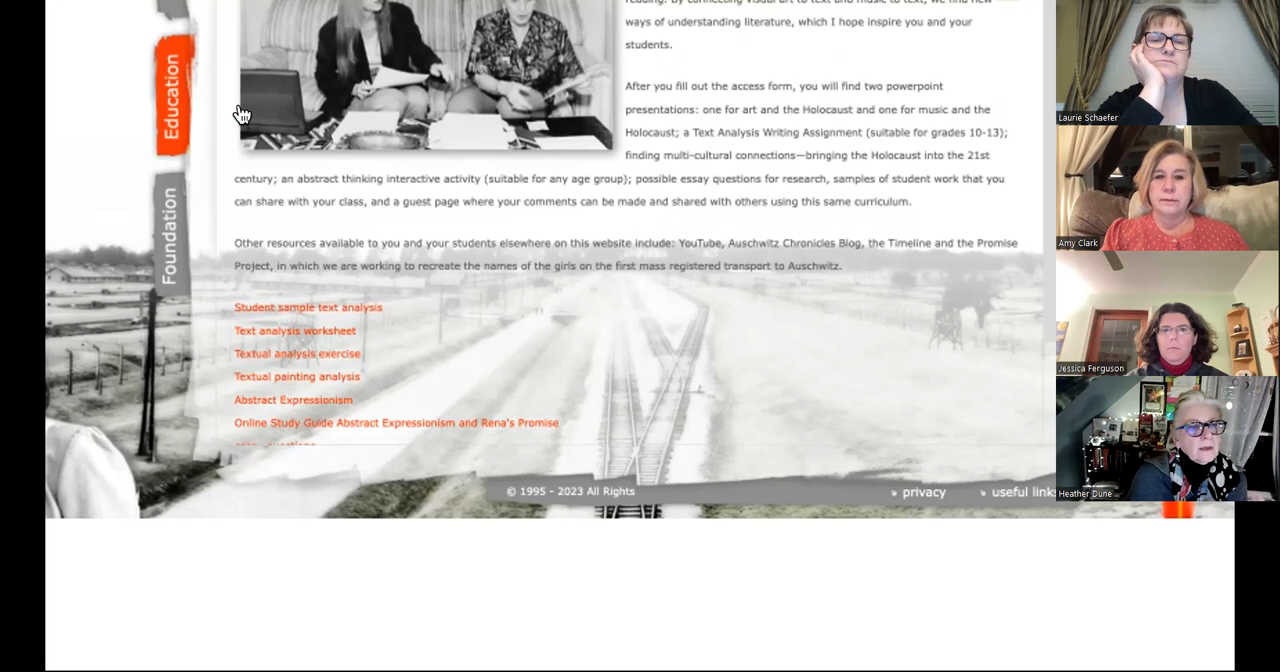 reading. By connecting visual art to text and music to text, we find new
ways of understanding literature, which I hope inspire you and your
students.
After you fill out the access form, you will find two powerpoint
presentations: one for art and the Holocaust and one for music and the
Holocaust; a Text Analysis Writing Assignment (suitable for grades 10-13);
finding multi-cultural connections—bringing the Holocaust into the 21st
century; an abstract thinking interactive activity (suitable for any age group); possible essay questions for research, samples of student work that you
can share with your class, and a guest page where your comments can be made and shared with others using this same curriculum.
Other resources available to you and your students elsewhere on this website include: YouTube, Auschwitz Chronicles Blog, the Timeline and the Promise
Project, in which we are working to recreate the names of the girls on the first mass registered transport to Auschwitz.
Student sample text analysis
Text analysis worksheet
Textual analysis exercise
Textual painting analysis
Abstract Expressionism
Online Study Guide Abstract Expressionism and Rena's Promise
Education
Foundation
© 1995 - 2023 All Rights
» privacy
» useful links
Laurie Schaefer
Amy Clark
Jessica Ferguson
Heather Dune